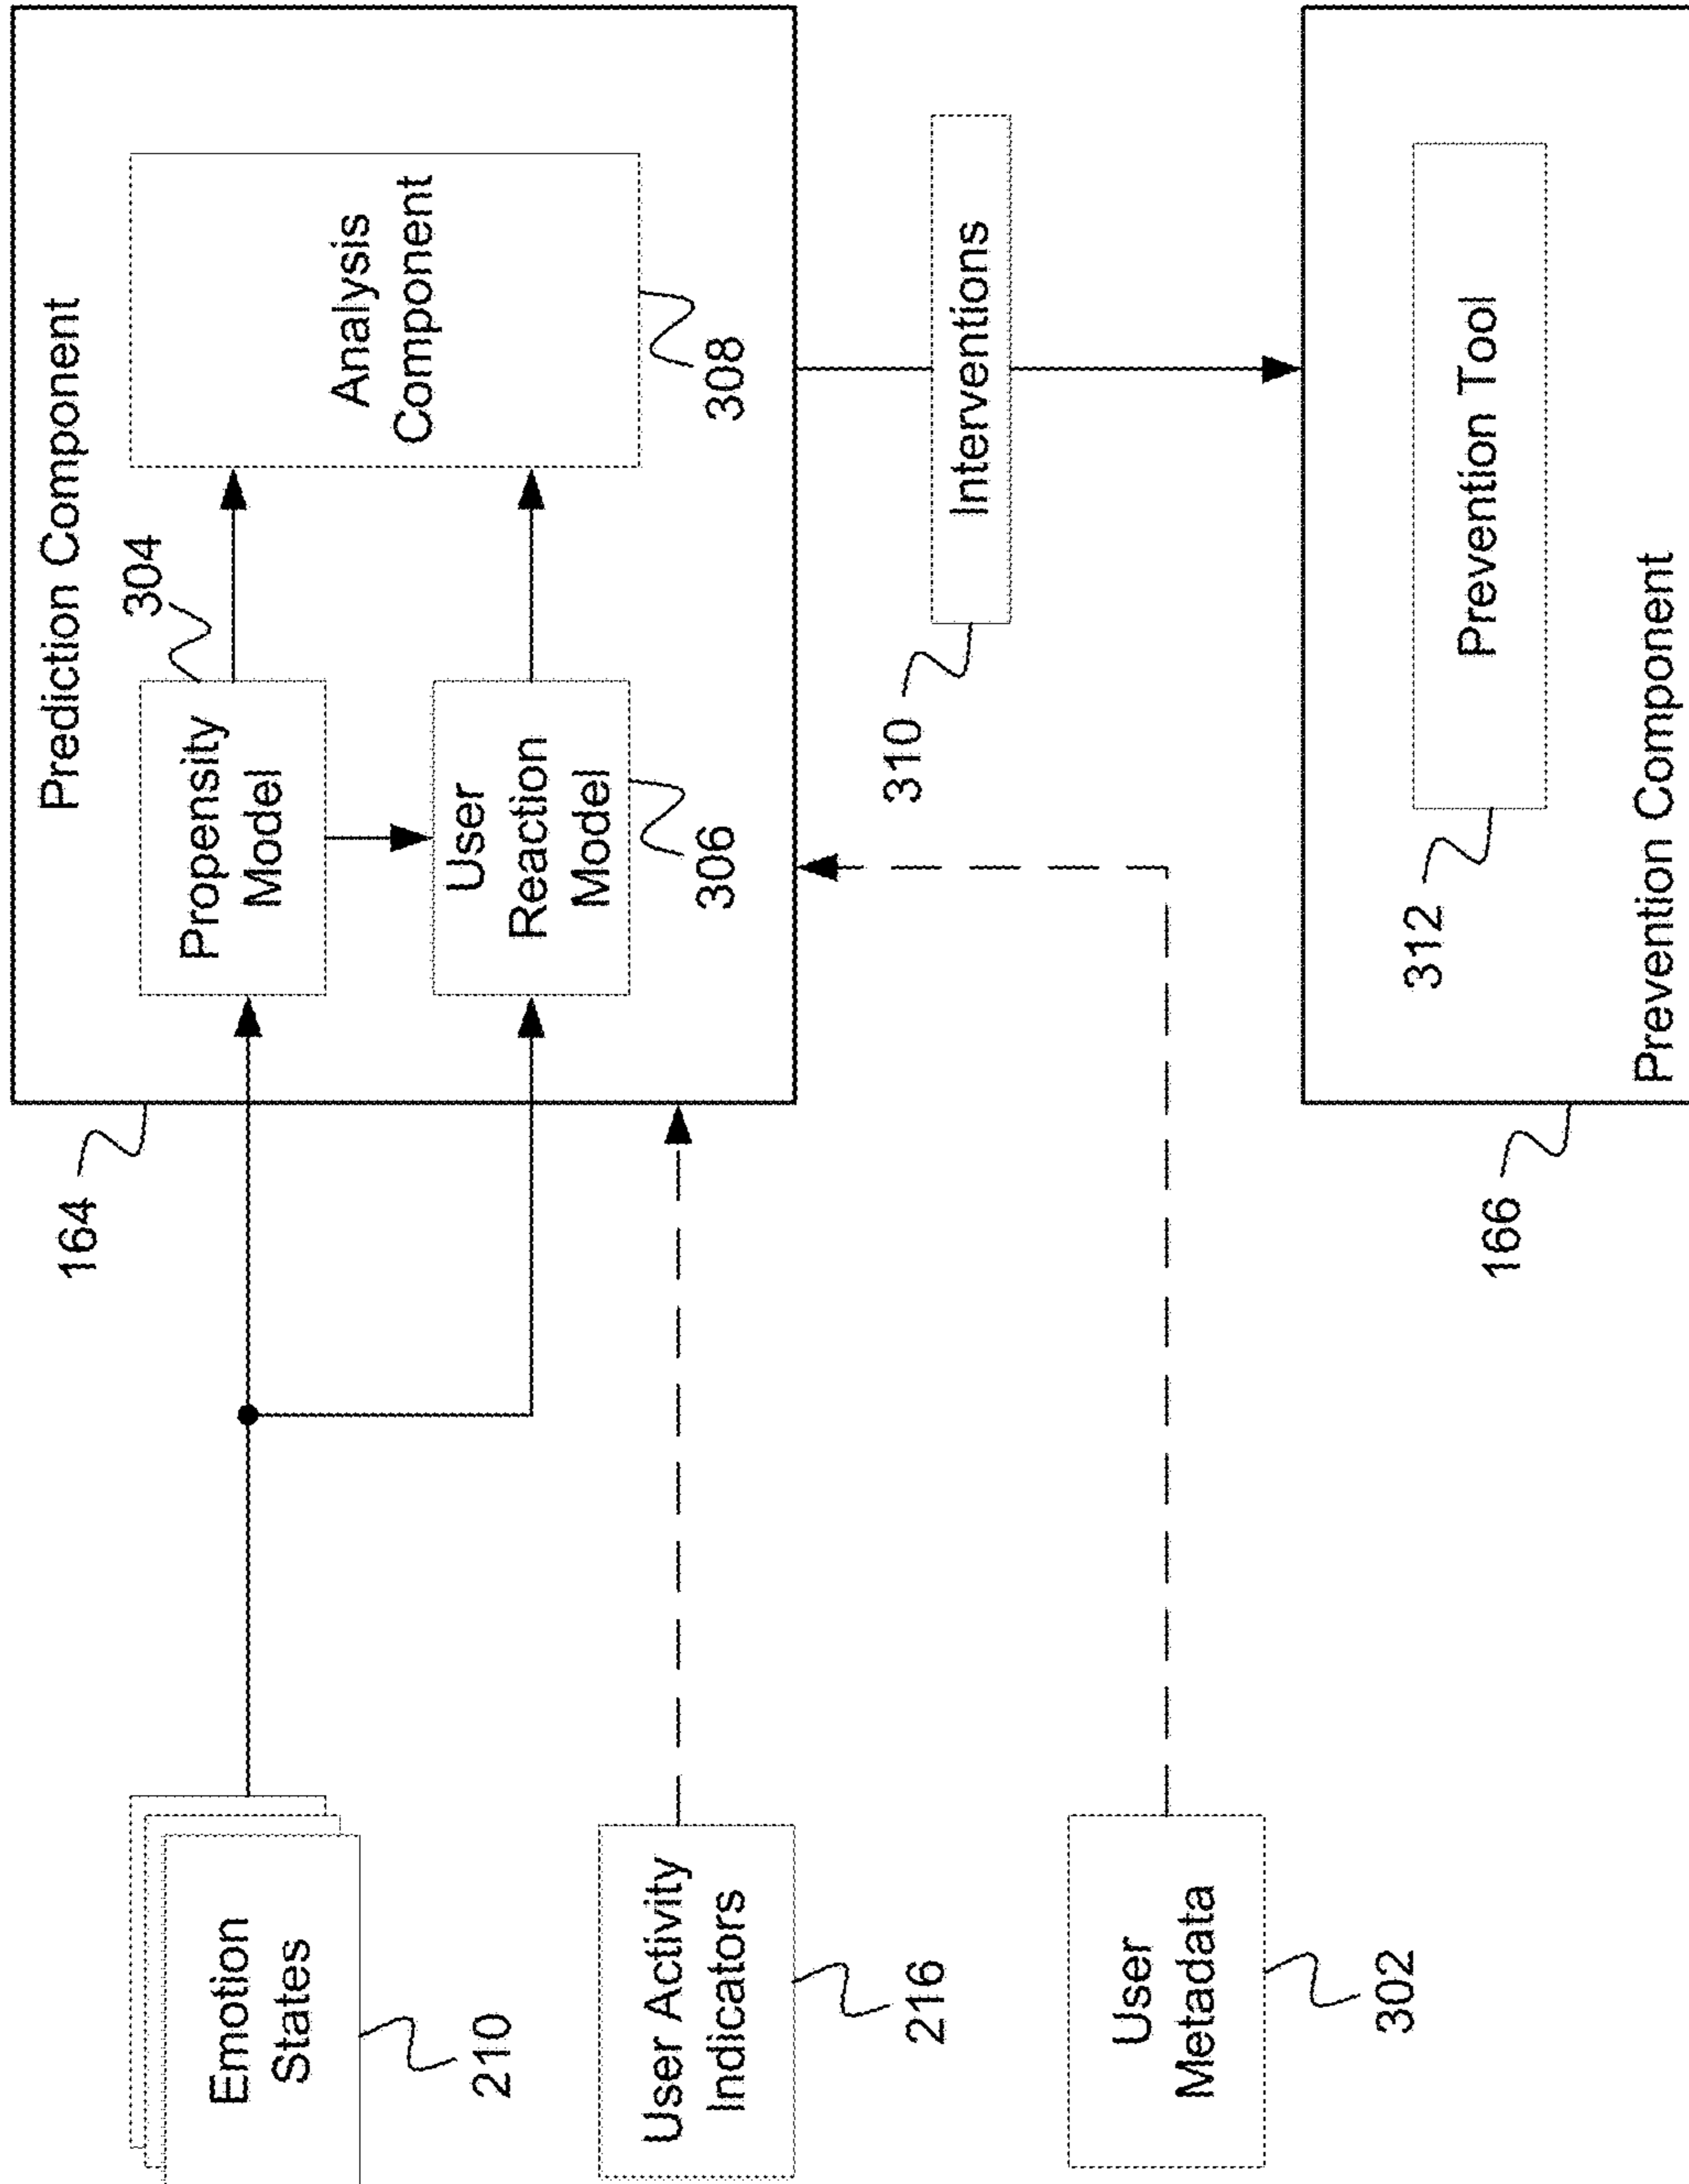 Prediction Component
164
Emotion
States
210
Propensity
Model
304
User
Reaction
Model
306
Analysis
Component
308
User Activity
Indicators
216
User
Metadata
302
310
Interventions
312
Prevention Tool
166
Prevention Component